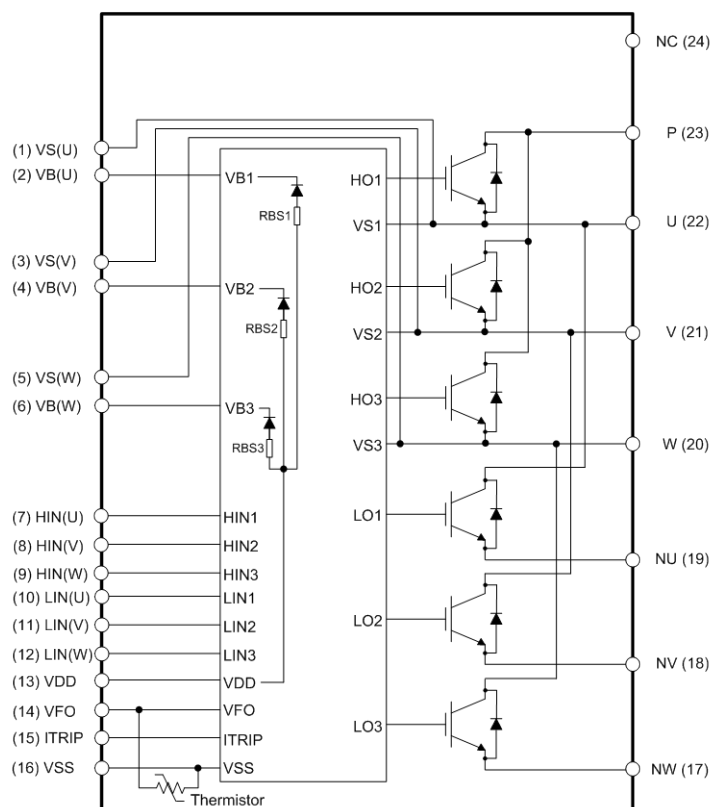 NC (24)
P (23)
(1) VS(U)
(2) VB(U)
VB1
HO1
RBS1
VS1
U (22)
(3) VS(V)
(4) VB(V)
VB2
HO2
RBS2
VS2
V (21)
(5) VS(W)
(6) VB(W)
VB3
HO3
RBS3
VS3
W (20)
(7) HIN(U)
HIN1
LO1
(8) HIN(V)
HIN2
NU (19)
(9) HIN(W)
HIN3
(10) LIN(U)
LIN1
(11) LIN(V)
LIN2
LO2
(12) LIN(W)
LIN3
NV (18)
(13) VDD
VDD
(14) VFO
VFO
LO3
(15) ITRIP
ITRIP
(16) VSS
VSS
NW (17)
Thermistor